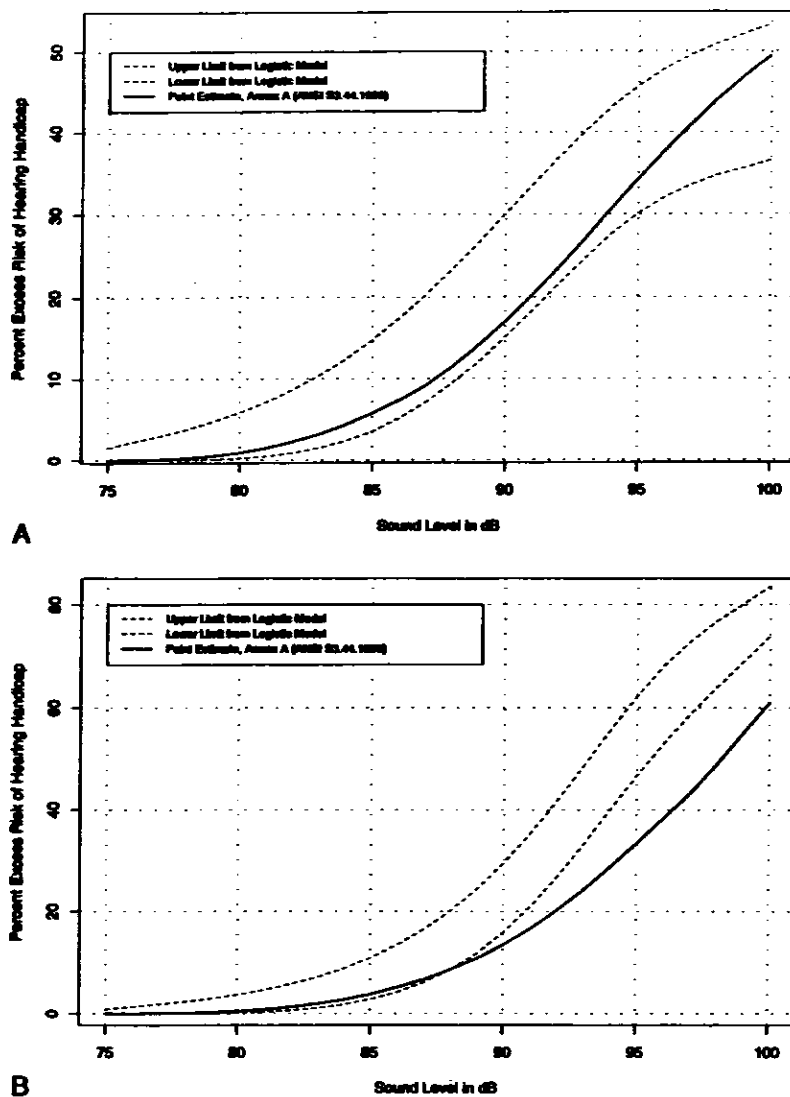 Percent Excess Risk of Hearing Handicap
50
40
30
20
10
0
Upper Limit from Logistic Model
Lower Limit from Logistic Model
Point Estimate, Annex A (ANSI S3.44.1996)
75 80 85 90 95 100
Sound Level in dB
A
Percent Excess Risk of Hearing Handicap
80
60
40
20
0
Upper Limit from Logistic Model
Lower Limit from Logistic Model
Point Estimate, Annex A (ANSI S3.44.1996)
75 80 85 90 95 100
Sound Level in dB
B